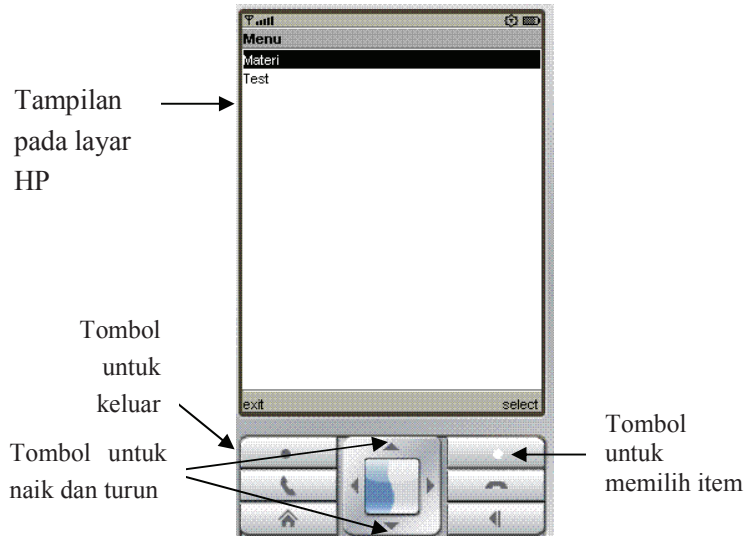 Menu
Materi
Test
Tampilan
pada layar
HP
Tombol
untuk
keluar
exit
select
Tombol untuk
naik dan turun
Tombol
untuk
memilih item